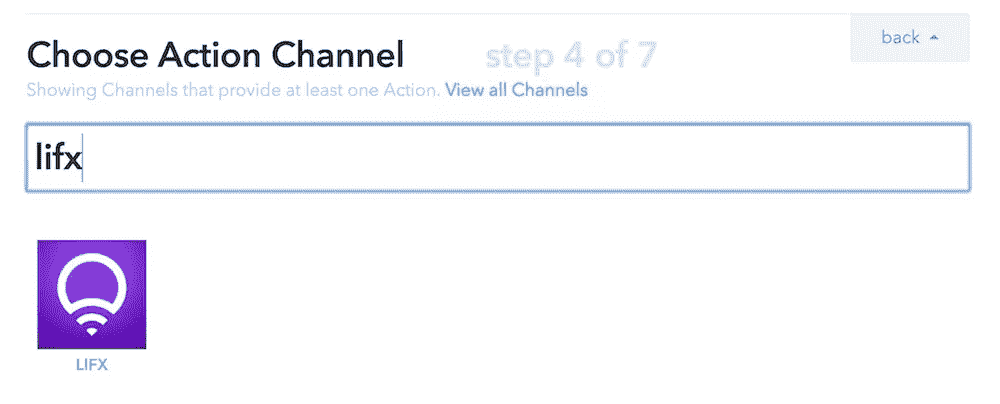 Choose Action Channel step 4 of 7 back
Showing Channels that provide at least one Action. View all Channels
lifx
LIFX